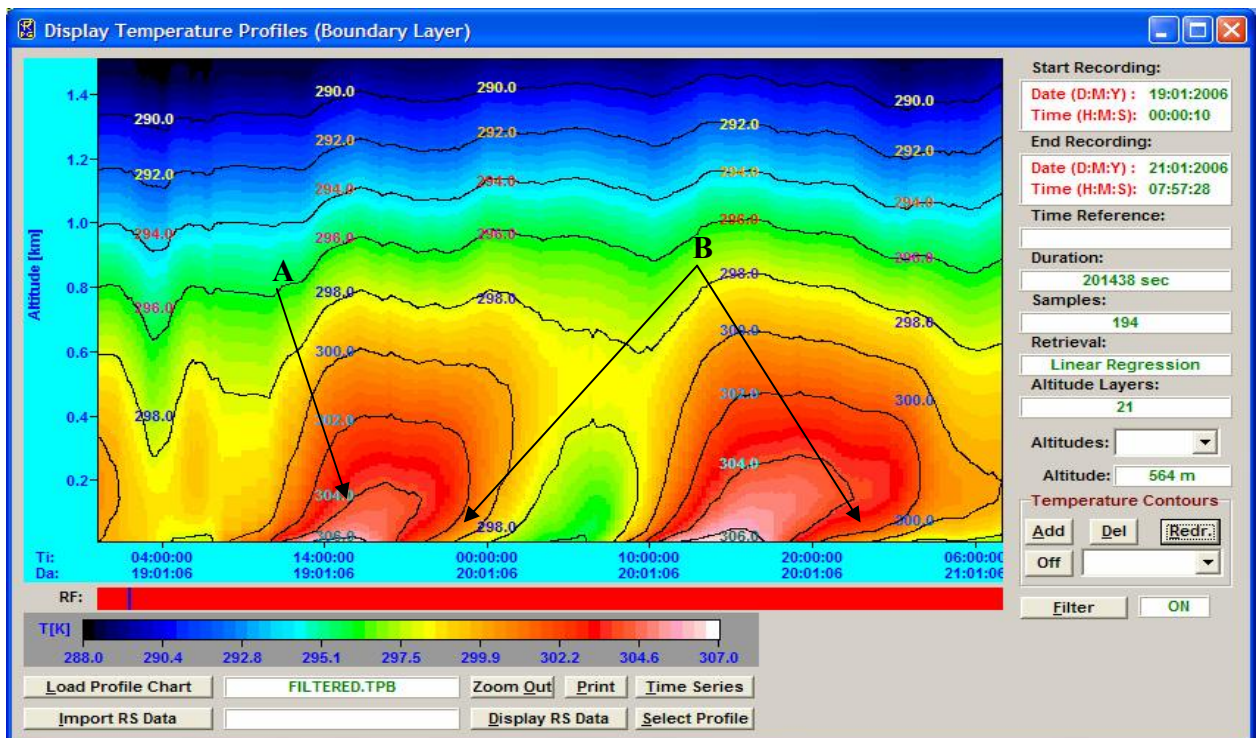 Display Temperature Profiles (Boundary Layer)
Altitude [km]
1.4
1.2
1.0
0.8
0.6
0.4
0.2
290.0
290.0
290.0
290.0
292.0
292.0
292.0
292.0
292.0
294.0
294.0
294.0
294.0
294.0
296.0
296.0
296.0
296.0
296.0
298.0
298.0
298.0
298.0
298.0
298.0
300.0
300.0
300.0
300.0
302.0
302.0
304.0
304.0
306.0
306.0
A
B
Ti: 04:00:00 14:00:00 00:00:00 10:00:00 20:00:00 06:00:00
Da: 19:01:06 19:01:06 20:01:06 20:01:06 20:01:06 21:01:06
RF:
T[K]
288.0 290.4 292.8 295.1 297.5 299.9 302.2 304.6 307.0
Load Profile Chart FILTERED.TPB Zoom Out Print Time Series
Import RS Data Display RS Data Select Profile
Start Recording:
Date (D:M:Y) : 19:01:2006
Time (H:M:S): 00:00:10
End Recording:
Date (D:M:Y) : 21:01:2006
Time (H:M:S): 07:57:28
Time Reference:
Duration:
201438 sec
Samples:
194
Retrieval:
Linear Regression
Altitude Layers:
21
Altitudes:
Altitude: 564 m
Temperature Contours
Add Del Redr.
Off
Filter ON